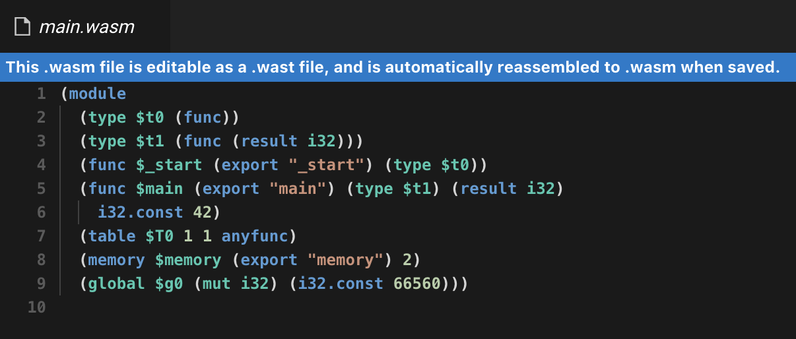 main.wasm
This .wasm file is editable as a .wast file, and is automatically reassembled to .wasm when saved.
1 (module
2   (type $t0 (func))
3   (type $t1 (func (result i32)))
4   (func $_start (export "_start") (type $t0))
5   (func $main (export "main") (type $t1) (result i32)
6     i32.const 42)
7   (table $T0 1 1 anyfunc)
8   (memory $memory (export "memory") 2)
9   (global $g0 (mut i32) (i32.const 66560)))
10